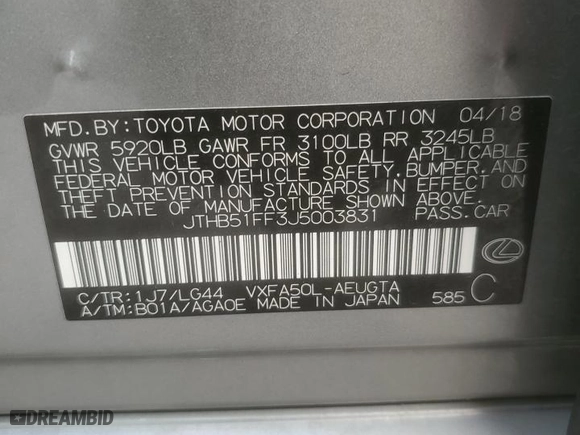 MFD.BY:TOYOTA MOTOR CORPORATION 04/18
GVWR 5920LB GAWR FR 3100LB RR 3245LB
THIS VEHICLE CONFORMS TO ALL APPLICABLE
FEDERAL MOTOR VEHICLE SAFETY,BUMPER,AND
THEFT PREVENTION STANDARDS IN EFFECT ON
THE DATE OF MANUFACTURE SHOWN ABOVE.
JTHB51FF3J5003831 PASS.CAR
C/TR:1J7/LG44 VXFA50L-AEUGTA
A/TM:B01A/AGA0E MADE IN JAPAN 585 C
DREAMBID